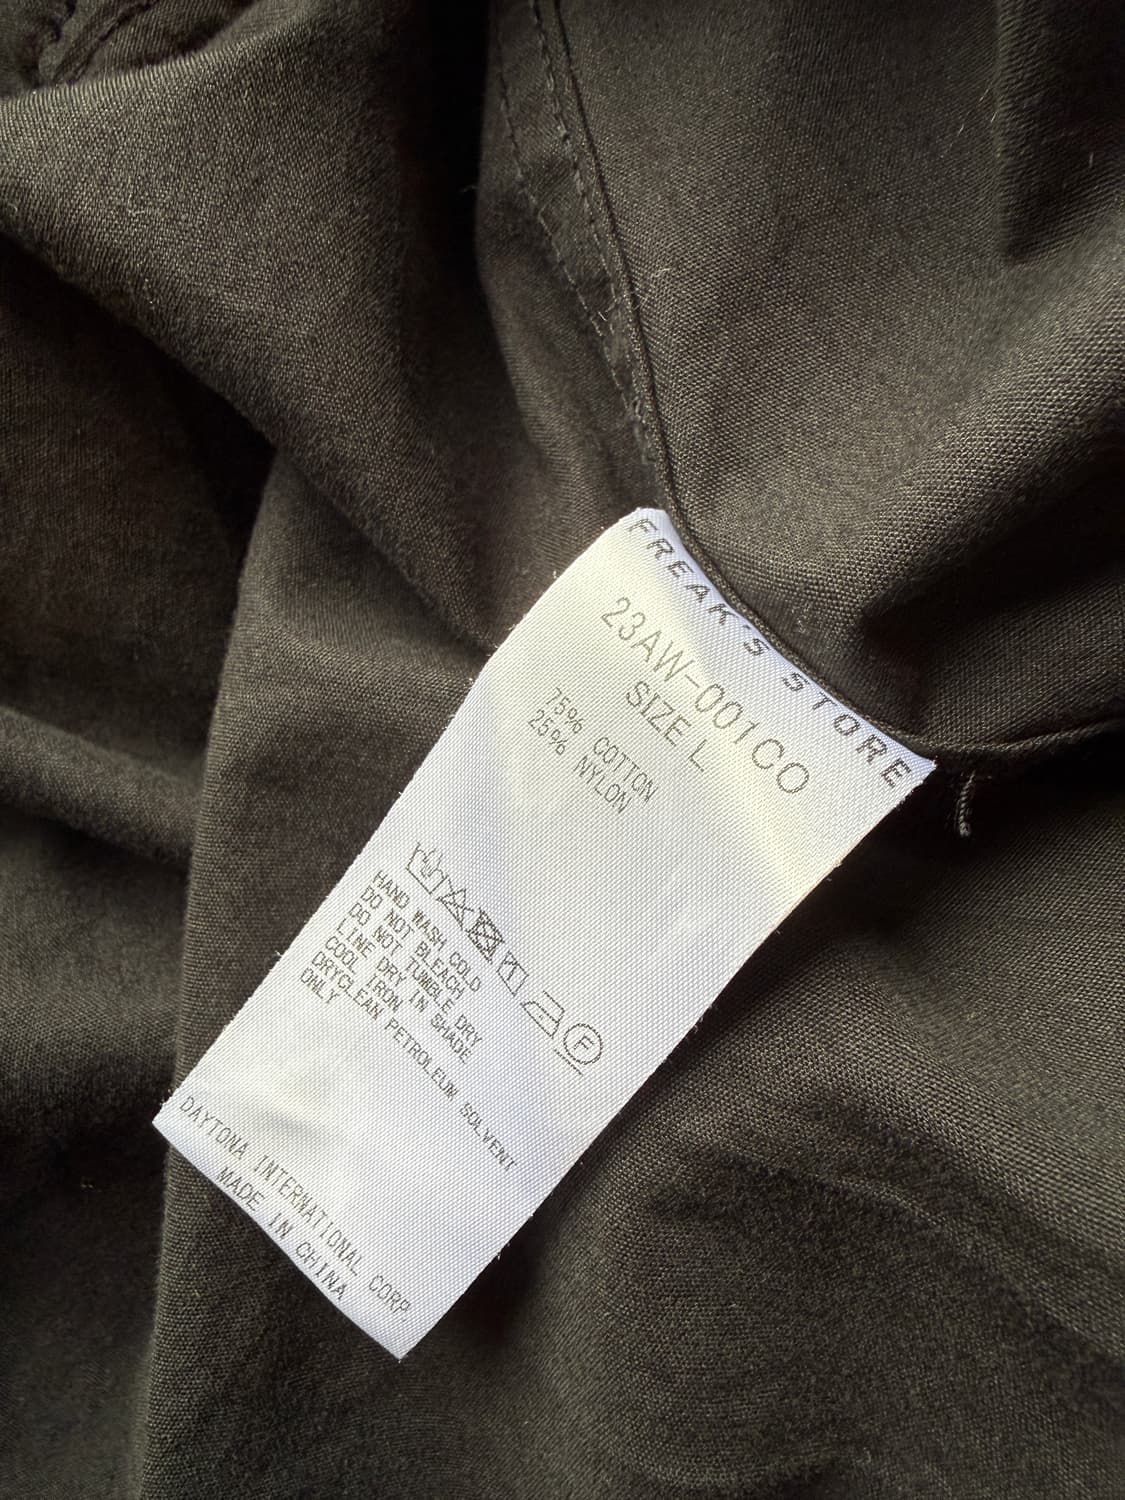 FREAK'S STORE
23AW-001CO
SIZE L
75% COTTON
25% NYLON
F
HAND WASH COLD
DO NOT BLEACH
DO NOT TUMBLE DRY
LINE DRY IN SHADE
COOL IRON
DRYCLEAN PETROLEUM SOLVENT
ONLY
DAYTONA INTERNATIONAL CORP.
MADE IN CHINA